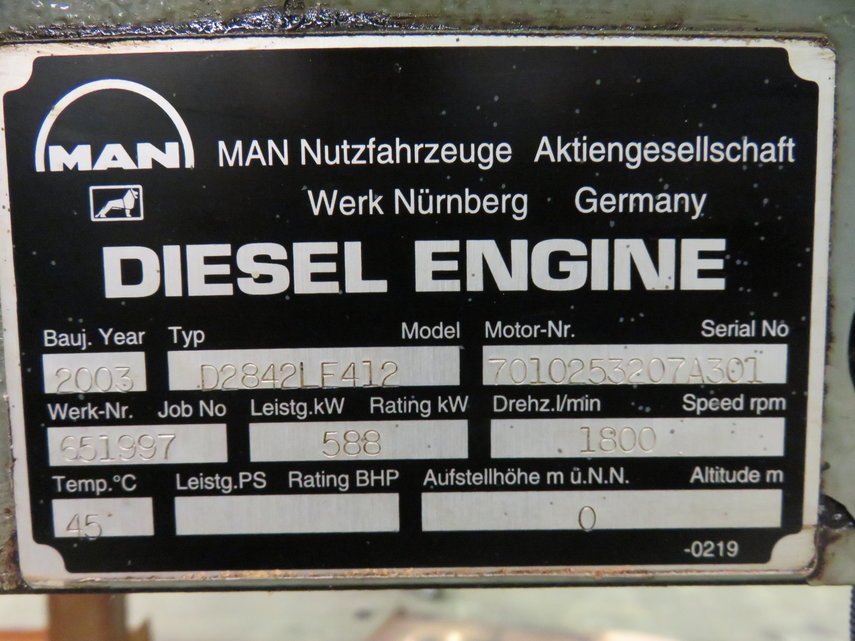 MAN MAN Nutzfahrzeuge Aktiengesellschaft
Werk Nürnberg Germany
DIESEL ENGINE
Bauj. Year Typ Model Motor-Nr. Serial No
2003 D2842LE412 7010253207A301
Werk-Nr. Job No Leistg.kW Rating kW Drehz.l/min Speed rpm
651997 588 1800
Temp.°C Leistg.PS Rating BHP Aufstellhöhe m ü.N.N. Altitude m
45 0
-0219